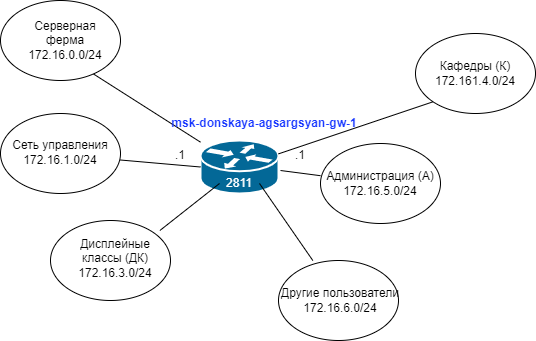 Серверная
ферма
172.16.0.0/24
Кафедры (К)
172.161.4.0/24
msk-donskaya-agsargsyan-gw-1
Сеть управления
172.16.1.0/24
.1
.1
2811
Администрация (А)
172.16.5.0/24
Дисплейные
классы (ДК)
172.16.3.0/24
Другие пользователи
172.16.6.0/24